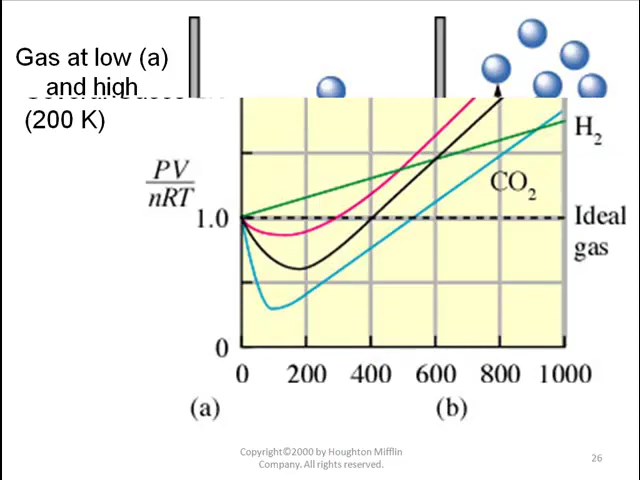 Gas at low (a)
and high
(200 K)
PV
nRT
H2
CO2
1.0
Ideal
gas
0
0 200 400 600 800 1000
(a) (b)
Copyright©2000 by Houghton Mifflin
Company. All rights reserved.
26